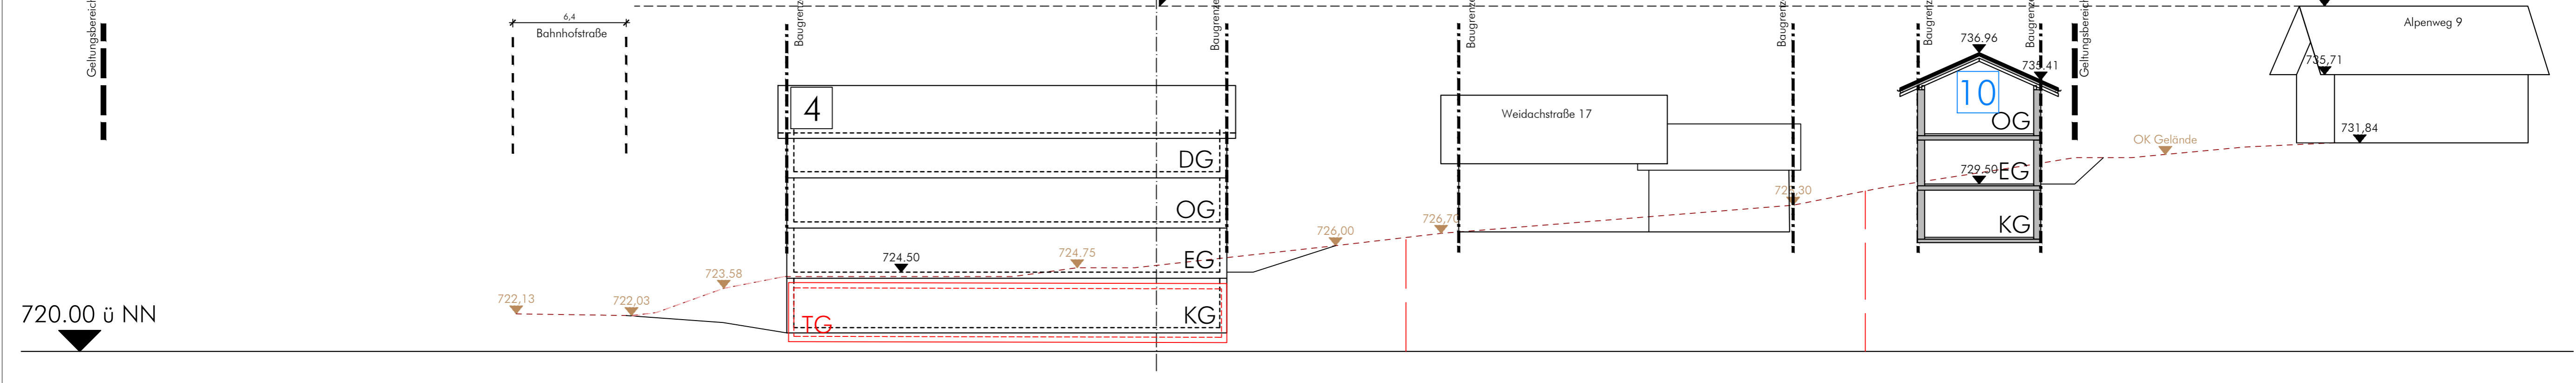 Geltungsbereich
6,4
Bahnhofstraße
Baugrenze
Baugrenze
Baugrenze
Baugrenze
Baugrenze
Baugrenze
Geltungsbereich
Alpenweg 9
736.96
735.41
735,71
4
10
Weidachstraße 17
OG
731,84
OK Gelände
DG
729.50
EG
OG
726,70
KG
726,00
724.75
724.50
EG
723.58
722,13
722,03
TG
KG
720.00 ü NN